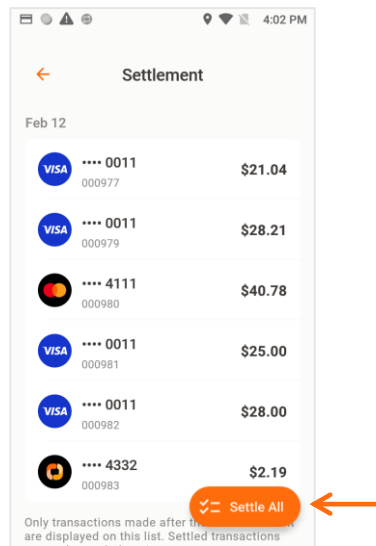 4:02 PM
Settlement
Feb 12
VISA •••• 0011 $21.04
000977
VISA •••• 0011 $28.21
000979
•••• 4111 $40.78
000980
VISA •••• 0011 $25.00
000981
VISA •••• 0011 $28.00
000982
•••• 4332 $2.19
000983
Settle All
Only transactions made after
are displayed on this list. Settled transactions